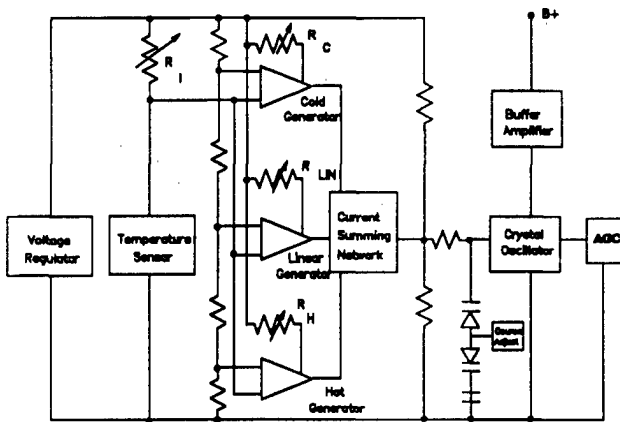 B+
R
C
R
I
Cold
Generator
Buffer
Amplifier
R
LIN
Voltage
Regulator
Temperature
Sensor
Linear
Generator
Current
Summing
Network
Crystal
Oscillator
AGC
R
H
Adjust
Hot
Generator